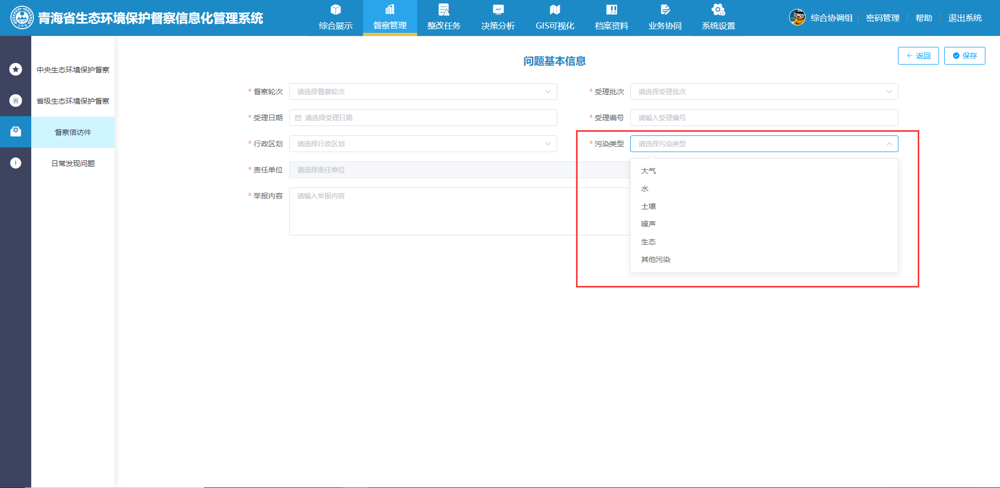 青海省生态环境保护督察信息化管理系统
综合展示
督察管理
整改任务
决策分析
GIS可视化
档案资料
业务协同
系统设置
综合协调组
密码管理
帮助
退出系统
中央生态环境保护督察
省
省级生态环境保护督察
督察信访件
日常发现问题
问题基本信息
返回
保存
* 督察轮次
请选择督察轮次
* 受理批次
请选择受理批次
* 受理日期
请选择受理日期
* 受理编号
请输入受理编号
* 行政区划
请选择行政区划
* 污染类型
请选择污染类型
* 责任单位
请选择责任单位
* 举报内容
请输入举报内容
大气
水
土壤
噪声
生态
其他污染
ZHB